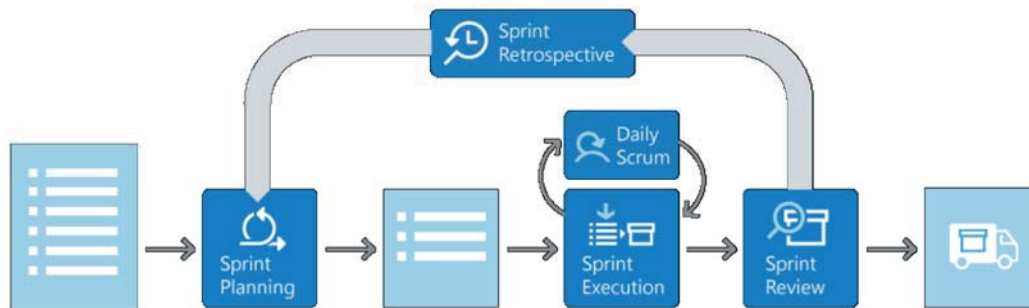 Sprint
Retrospective
Daily
Scrum
Sprint
Planning
Sprint
Execution
Sprint
Review